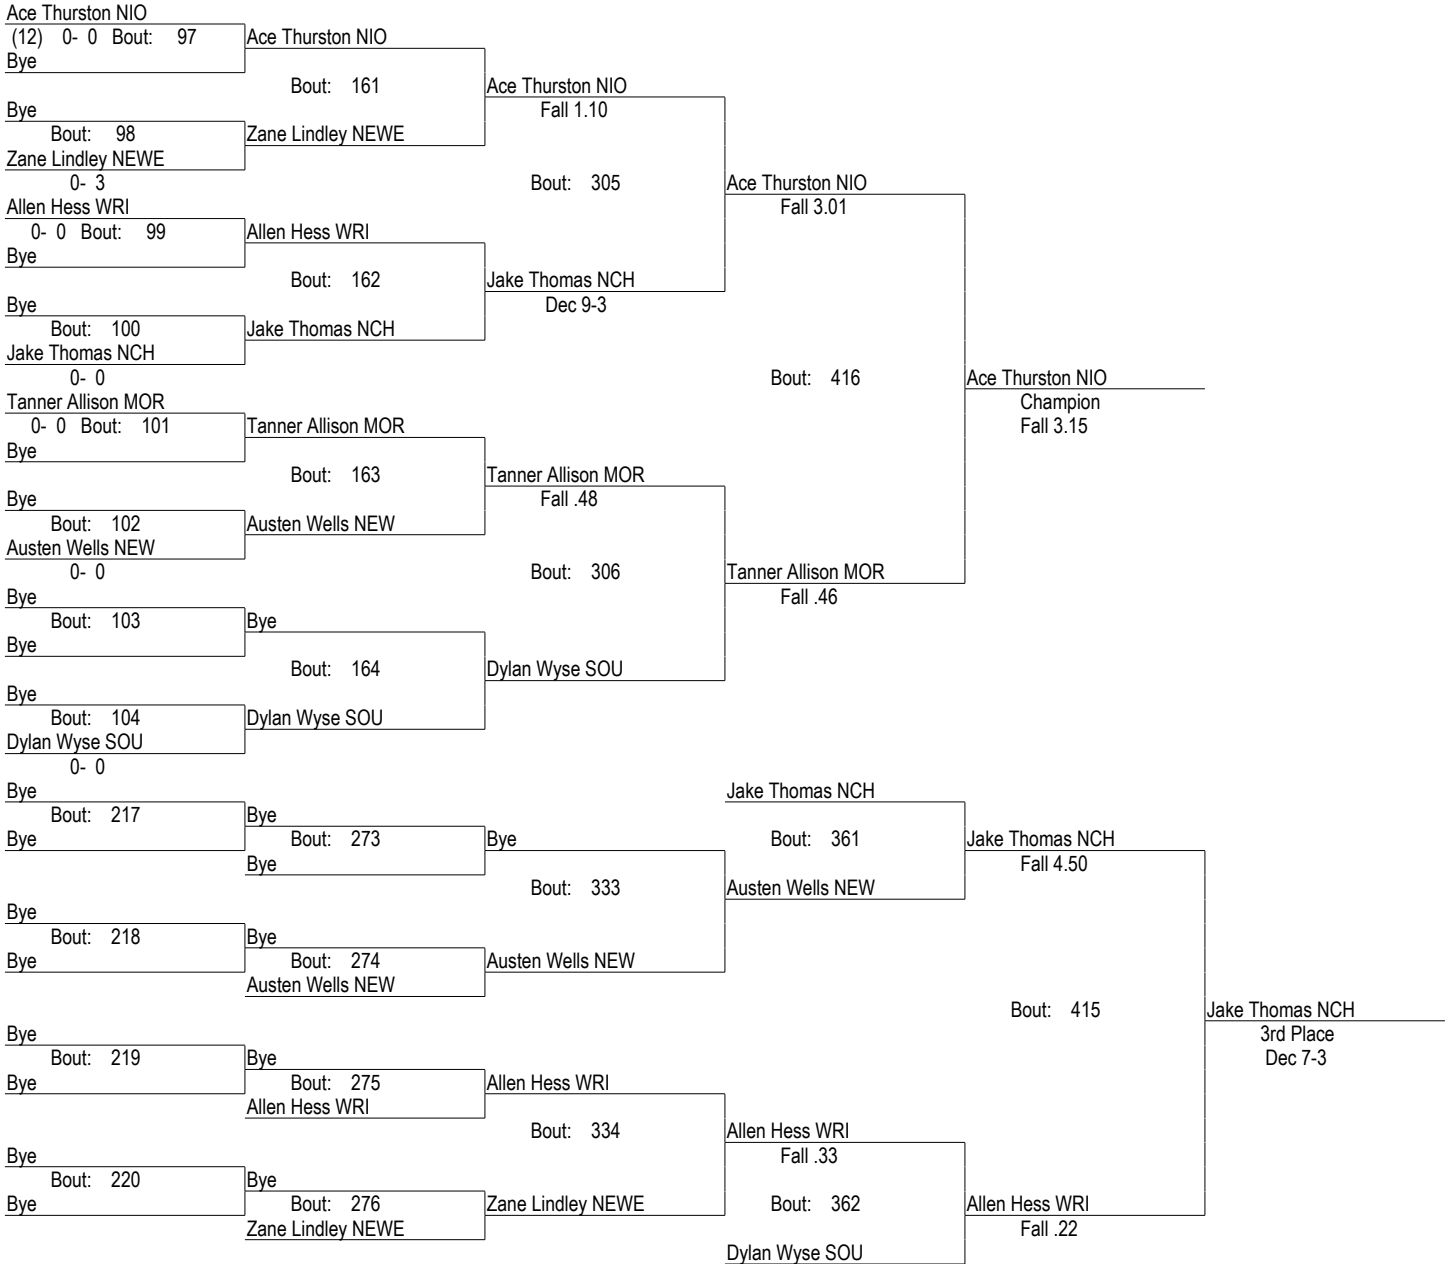 Ace Thurston NIO
(12) 0- 0 Bout: 97 Ace Thurston NIO
Bye
Bout: 161 Ace Thurston NIO
Bye Fall 1.10
Bout: 98 Zane Lindley NEWE
Zane Lindley NEWE
0- 3 Bout: 305 Ace Thurston NIO
Allen Hess WRI Fall 3.01
0- 0 Bout: 99 Allen Hess WRI
Bye
Bout: 162 Jake Thomas NCH
Bye Dec 9-3
Bout: 100 Jake Thomas NCH
Jake Thomas NCH
0- 0 Bout: 416 Ace Thurston NIO
Tanner Allison MOR Champion
0- 0 Bout: 101 Tanner Allison MOR Fall 3.15
Bye
Bout: 163 Tanner Allison MOR
Bye Fall .48
Bout: 102 Austen Wells NEW
Austen Wells NEW
0- 0 Bout: 306 Tanner Allison MOR
Bye Fall .46
Bout: 103 Bye
Bye
Bout: 164 Dylan Wyse SOU
Bye
Bout: 104 Dylan Wyse SOU
Dylan Wyse SOU
0- 0
Bye Jake Thomas NCH
Bout: 217 Bye
Bye Bout: 273 Bye Bout: 361 Jake Thomas NCH
Bye Fall 4.50
Bout: 333 Austen Wells NEW
Bye
Bout: 218 Bye
Bye Bout: 274 Austen Wells NEW
Austen Wells NEW
Bout: 415 Jake Thomas NCH
Bye 3rd Place
Bout: 219 Bye Dec 7-3
Bye Bout: 275 Allen Hess WRI
Allen Hess WRI
Bout: 334 Allen Hess WRI
Bye Fall .33
Bout: 220 Bye
Bye Bout: 276 Zane Lindley NEWE Bout: 362 Allen Hess WRI
Zane Lindley NEWE Fall .22
Dylan Wyse SOU